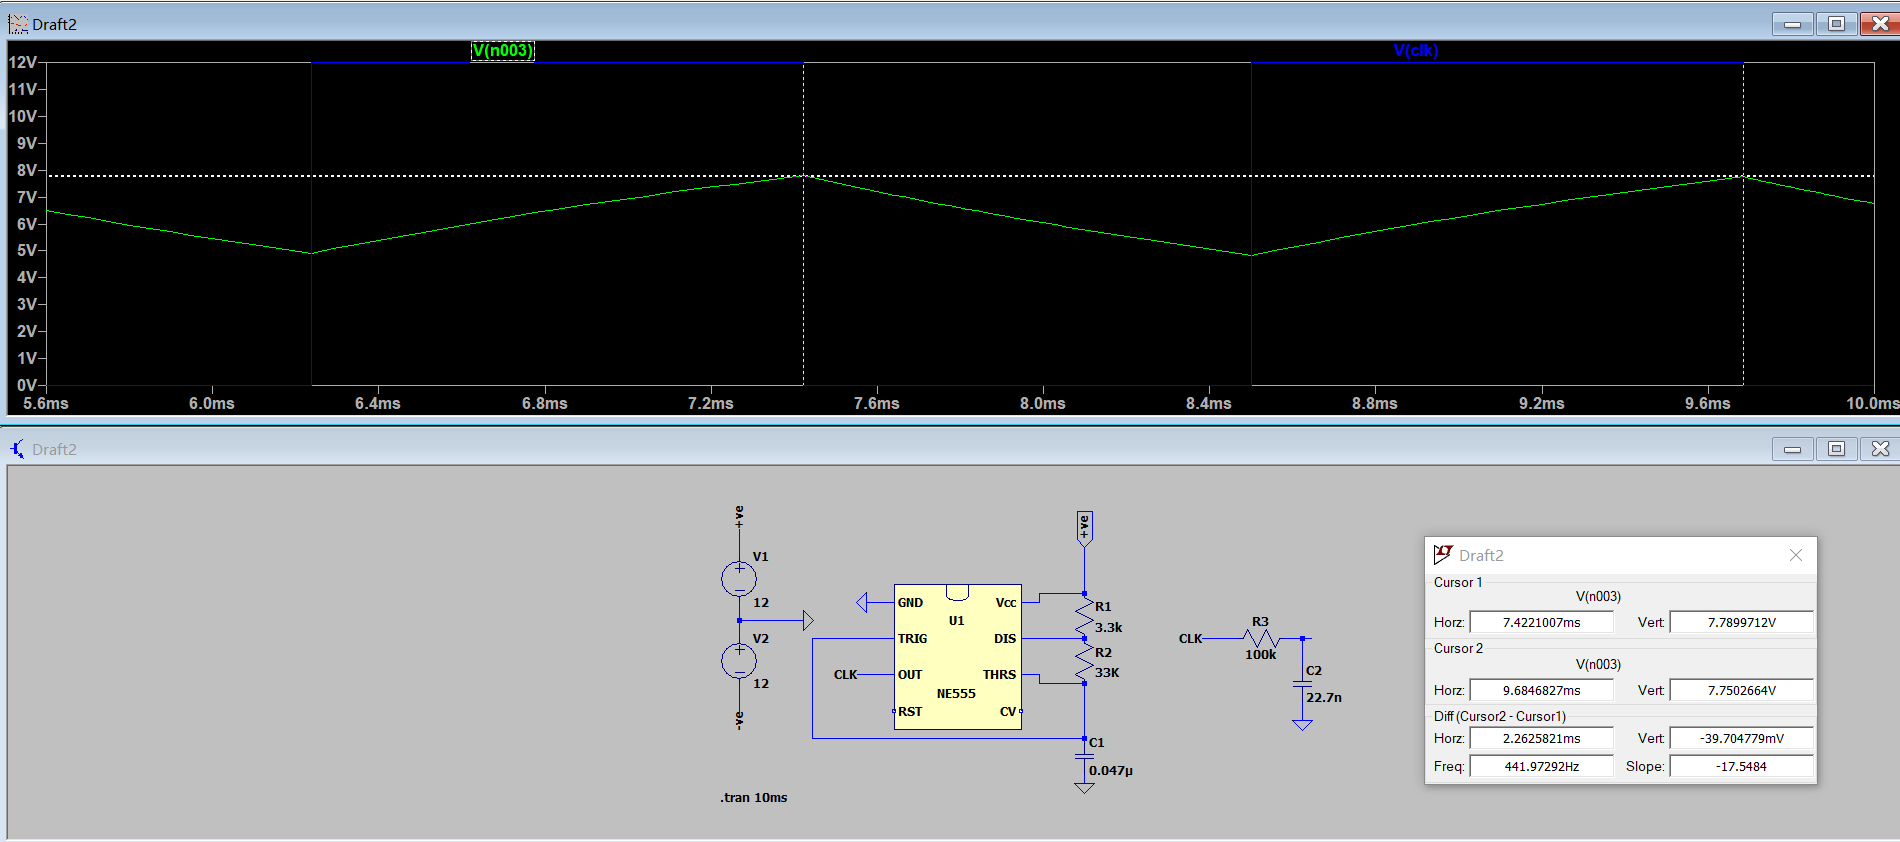 Draft2
V(n003) V(clk)
12V
11V
10V
9V
8V
7V
6V
5V
4V
3V
2V
1V
0V
5.6ms 6.0ms 6.4ms 6.8ms 7.2ms 7.6ms 8.0ms 8.4ms 8.8ms 9.2ms 9.6ms 10.0ms
Draft2
+ve
V1
12
V2
12
-ve
.tran 10ms
+ve
GND Vcc
U1
TRIG DIS
CLK OUT THRS
NE555
RST CV
R1
3.3k
R2
33K
C1
0.047µ
CLK
R3
100k
C2
22.7n
Draft2
Cursor 1
V(n003)
Horz: 7.4221007ms Vert: 7.7899712V
Cursor 2
V(n003)
Horz: 9.6846827ms Vert: 7.7502664V
Diff (Cursor2 - Cursor1)
Horz: 2.2625821ms Vert: -39.704779mV
Freq: 441.97292Hz Slope: -17.5484